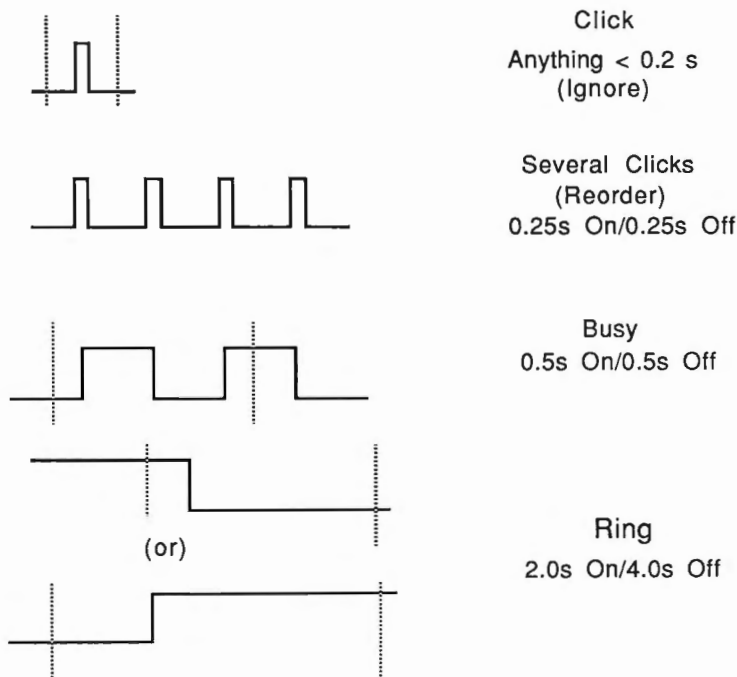 Click
Anything < 0.2 s
(Ignore)
Several Clicks
(Reorder)
0.25s On/0.25s Off
Busy
0.5s On/0.5s Off
(or)
Ring
2.0s On/4.0s Off